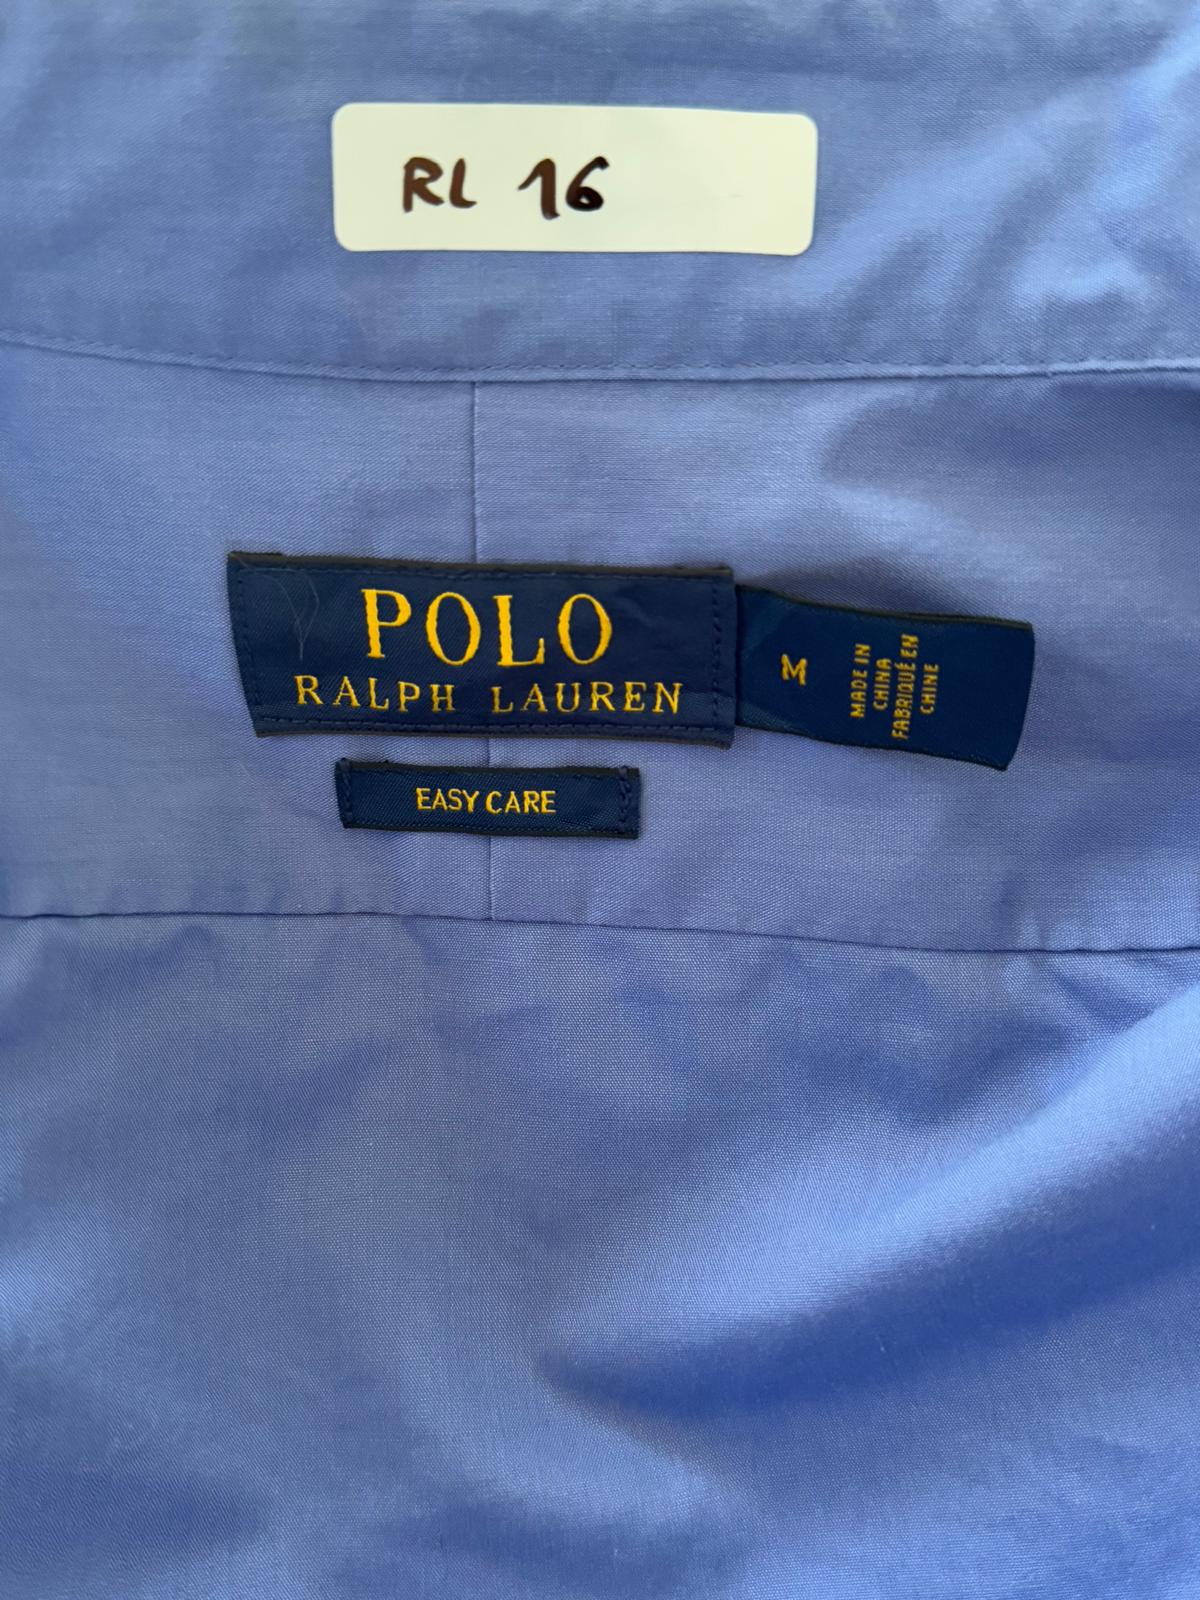 RL 16
POLO
RALPH LAUREN
M
MADE IN
CHINA
FABRIQUÉ EN
CHINE
EASY CARE